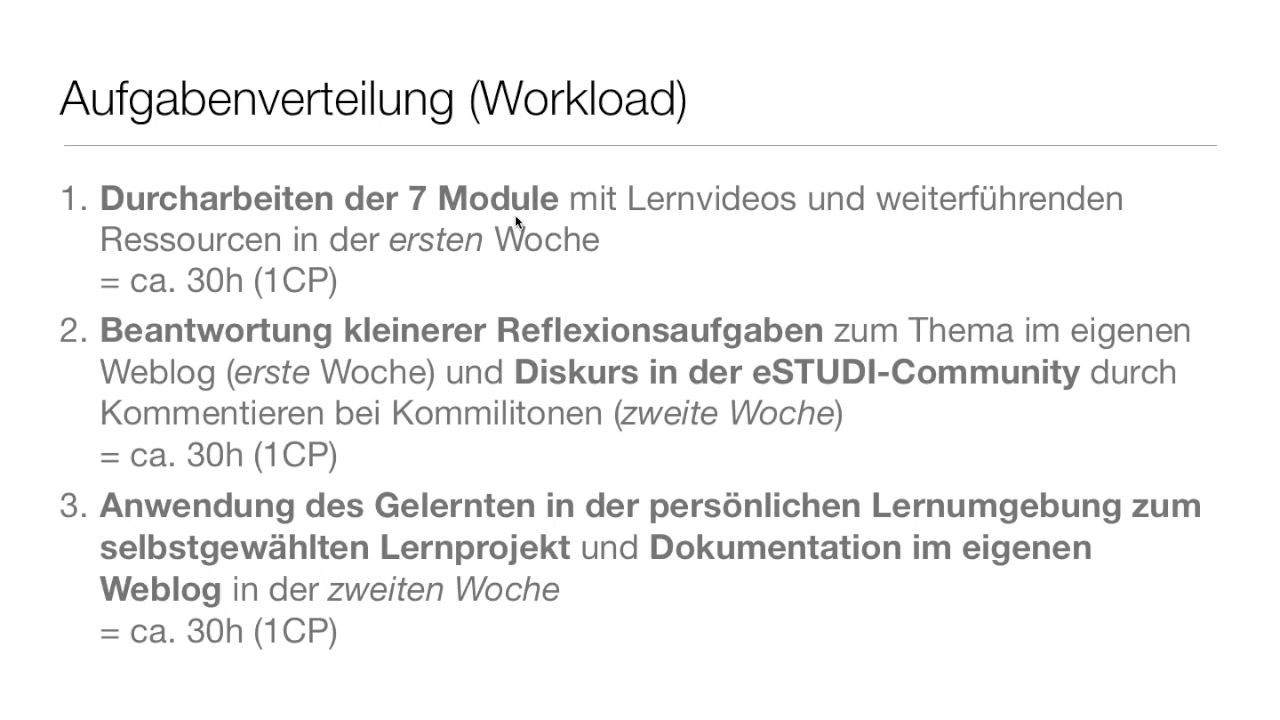 Aufgabenverteilung (Workload)
1. Durcharbeiten der 7 Module mit Lernvideos und weiterführenden
Ressourcen in der ersten Woche
= ca. 30h (1CP)
2. Beantwortung kleinerer Reflexionsaufgaben zum Thema im eigenen
Weblog (erste Woche) und Diskurs in der eSTUDI-Community durch
Kommentieren bei Kommilitonen (zweite Woche)
= ca. 30h (1CP)
3. Anwendung des Gelernten in der persönlichen Lernumgebung zum
selbstgewählten Lernprojekt und Dokumentation im eigenen
Weblog in der zweiten Woche
= ca. 30h (1CP)